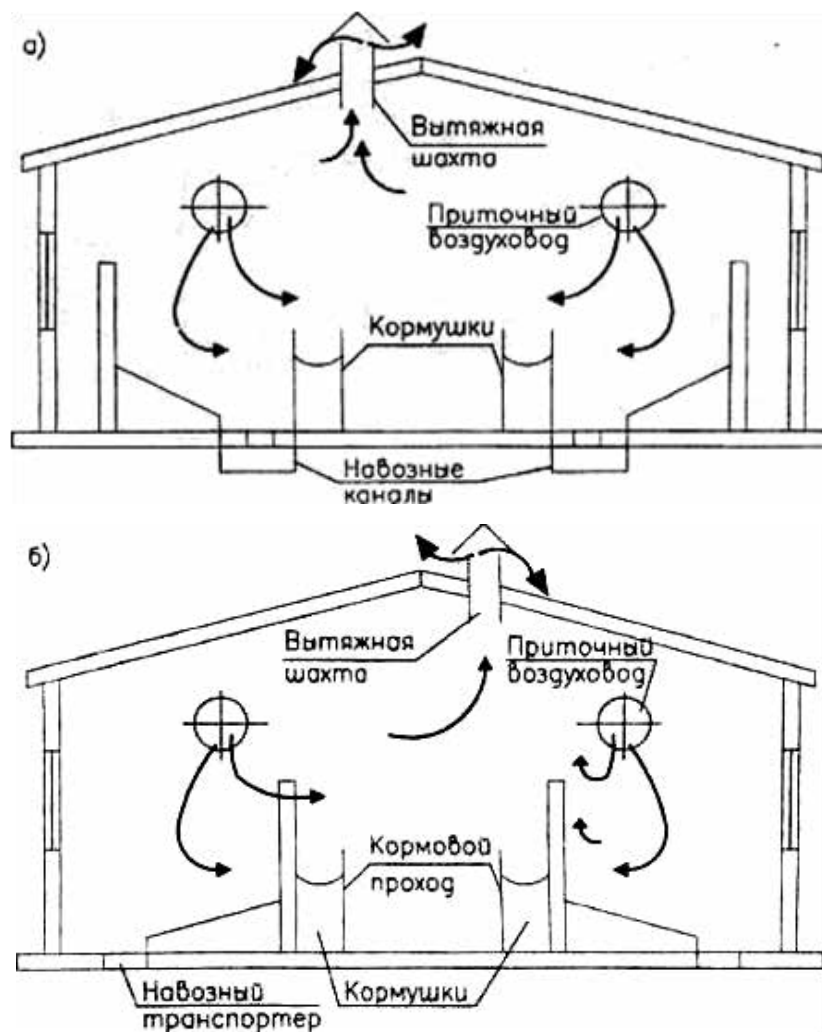 а)
Вытяжная
шахта
Приточный
воздуховод
Кормушки
Навозные
каналы
б)
Вытяжная
шахта
Приточный
воздуховод
Кормовой
проход
Навозный
транспортер
Кормушки